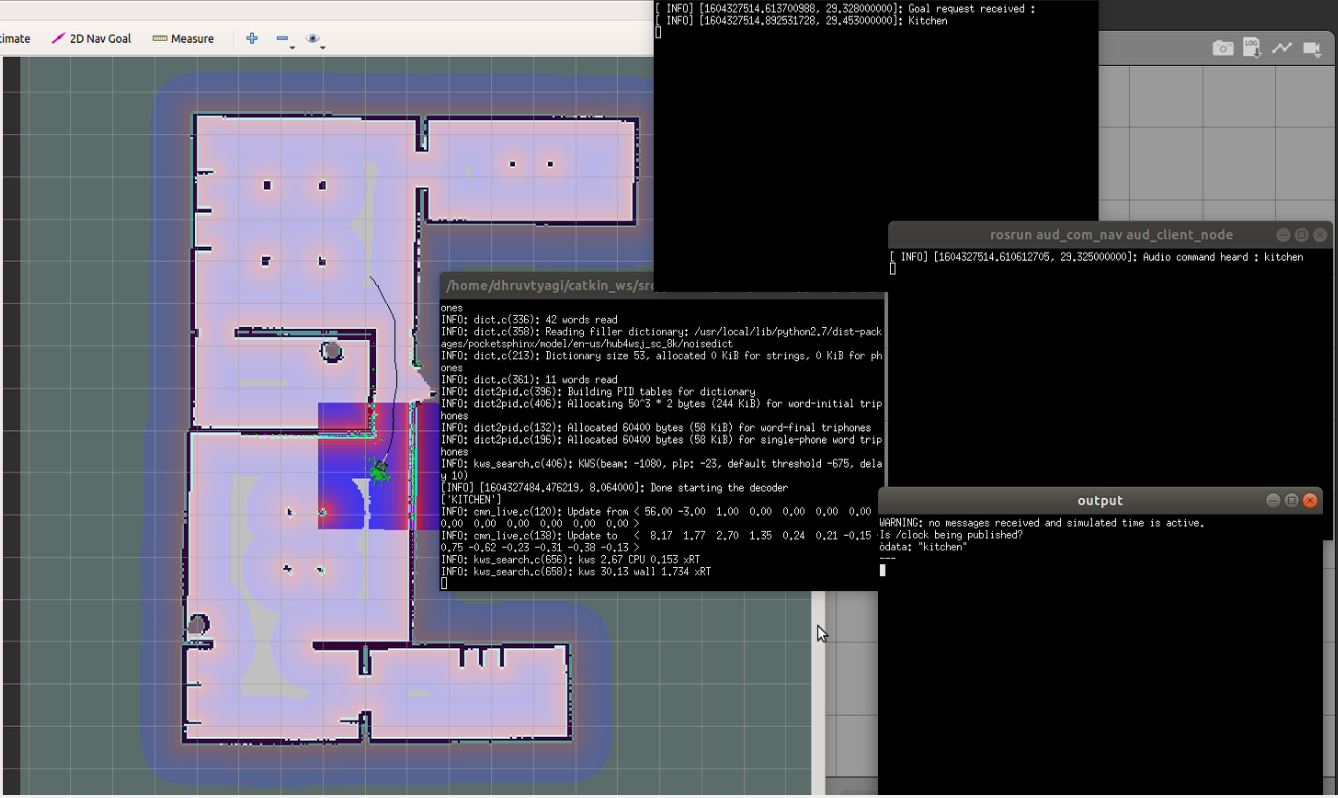 timate
2D Nav Goal
Measure
[ INFO] [1604327514.613700988, 29.328000000]: Goal request received :
[ INFO] [1604327514.892531728, 29.453000000]: Kitchen
LOG
rosrun aud_com_nav aud_client_node
[ INFO] [1604327514.610612705, 29.325000000]: Audio command heard : kitchen
/home/dhruvtyagi/catkin_ws/src
ones
INFO: dict.c(336): 42 words read
INFO: dict.c(358): Reading filler dictionary: /usr/local/lib/python2.7/dist-pack
ages/pocketsphinx/model/en-us/hub4wsj_sc_8k/noisedict
INFO: dict.c(213): Dictionary size 53, allocated 0 KiB for strings, 0 KiB for ph
ones
INFO: dict.c(361): 11 words read
INFO: dict2pid.c(396): Building PID tables for dictionary
INFO: dict2pid.c(406): Allocating 50^3 * 2 bytes (244 KiB) for word-initial trip
hones
INFO: dict2pid.c(132): Allocated 60400 bytes (58 KiB) for word-final triphones
INFO: dict2pid.c(196): Allocated 60400 bytes (58 KiB) for single-phone word trip
hones
INFO: kws_search.c(406): KWS(beam: -1080, plp: -23, default threshold -675, dela
y 10)
[INFO] [1604327484.476219, 8.064000]: Done starting the decoder
['KITCHEN']
INFO: cmn_live.c(120): Update from < 56.00 -3.00 1.00 0.00 0.00 0.00 0.00
0.00 0.00 0.00 0.00 0.00 0.00 >
INFO: cmn_live.c(138): Update to < 8.17 1.77 2.70 1.35 0.24 0.21 -0.15
0.75 -0.62 -0.23 -0.31 -0.38 -0.13 >
INFO: kws_search.c(656): kws 2.67 CPU 0.153 xRT
INFO: kws_search.c(658): kws 30.13 wall 1.734 xRT
output
WARNING: no messages received and simulated time is active.
Is /clock being published?
òdata: "kitchen"
---